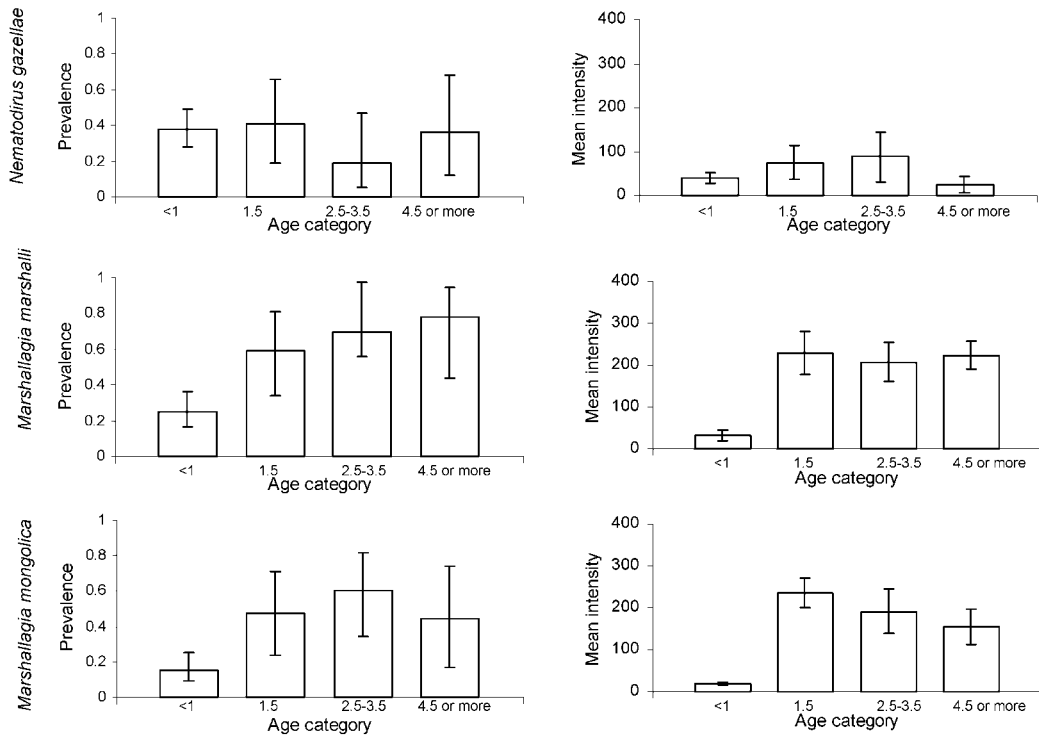 Nematodirus gazellae
Prevalence
1
0.8
0.6
0.4
0.2
0
<1
1.5
2.5-3.5
4.5 or more
Age category
Mean intensity
400
300
200
100
0
<1
1.5
2.5-3.5
4.5 or more
Age category
Marshallagia marshalli
Prevalence
1
0.8
0.6
0.4
0.2
0
<1
1.5
2.5-3.5
4.5 or more
Age category
Mean intensity
400
300
200
100
0
<1
1.5
2.5-3.5
4.5 or more
Age category
Marshallagia mongolica
Prevalence
1
0.8
0.6
0.4
0.2
0
<1
1.5
2.5-3.5
4.5 or more
Age category
Mean intensity
400
300
200
100
0
<1
1.5
2.5-3.5
4.5 or more
Age category